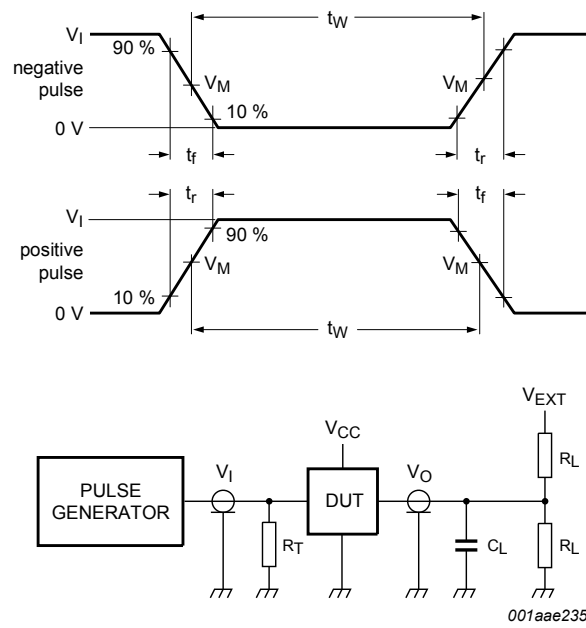 V_I
t_W
90 %
negative
pulse
V_M
V_M
10 %
0 V
t_f
t_r
t_r
t_f
V_I
90 %
positive
pulse
V_M
V_M
10 %
0 V
t_W
V_EXT
V_CC
R_L
PULSE
GENERATOR
V_I
DUT
V_O
R_T
C_L
R_L
001aae235